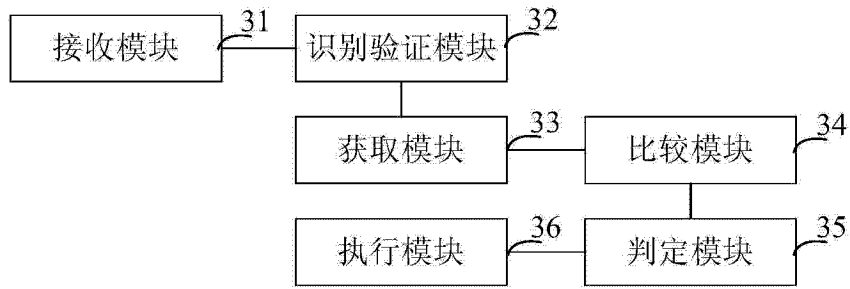 接收模块 31
识别验证模块 32
获取模块 33
比较模块 34
执行模块 36
判定模块 35